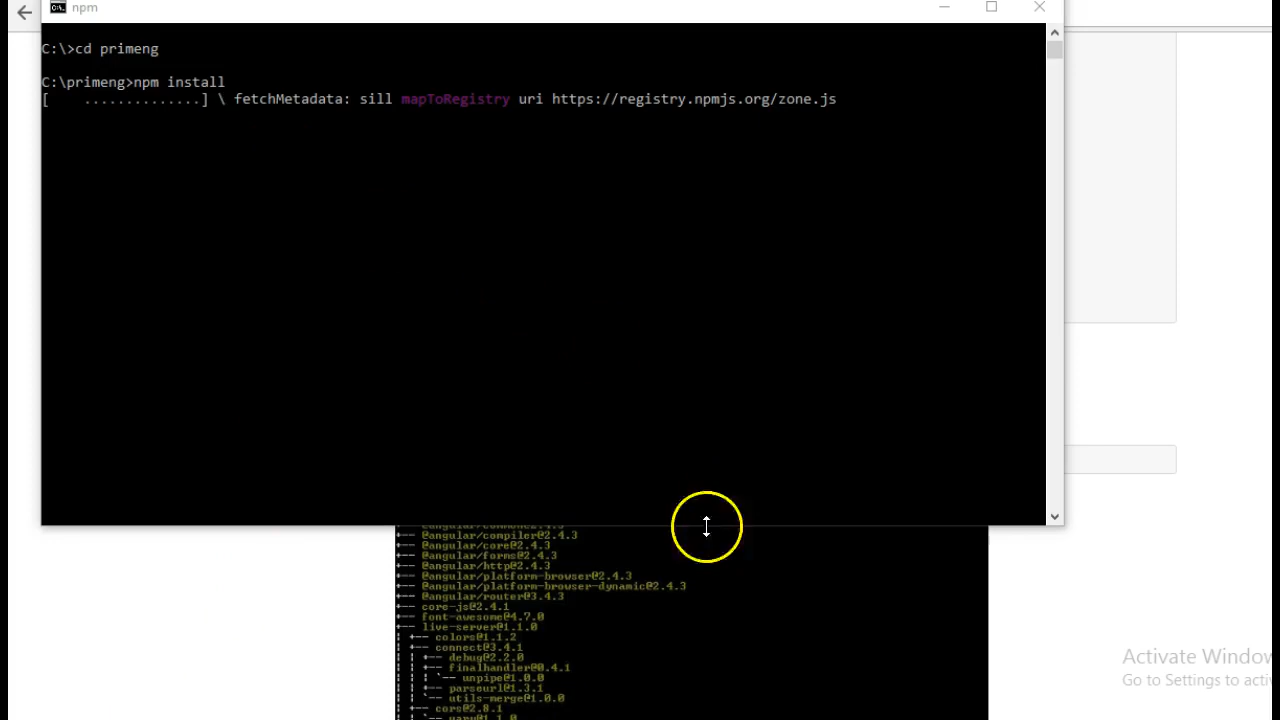 npm
C:\>cd primeng
C:\primeng>npm install
[    ..............] \ fetchMetadata: sill mapToRegistry uri https://registry.npmjs.org/zone.js
+-- @angular/compiler@2.4.3
+-- @angular/core@2.4.3
+-- @angular/forms@2.4.3
+-- @angular/http@2.4.3
+-- @angular/platform-browser@2.4.3
+-- @angular/platform-browser-dynamic@2.4.3
+-- @angular/router@3.4.3
+-- core-js@2.4.1
+-- font-awesome@4.7.0
+-- live-server@1.1.0
| +-- colors@1.1.2
| +-- connect@3.4.1
| | +-- debug@2.2.0
| | +-- finalhandler@0.4.1
| | | `-- unpipe@1.0.0
| | +-- parseurl@1.3.1
| | `-- utils-merge@1.0.0
| +-- cors@2.8.1
Activate Window
Go to Settings to activ